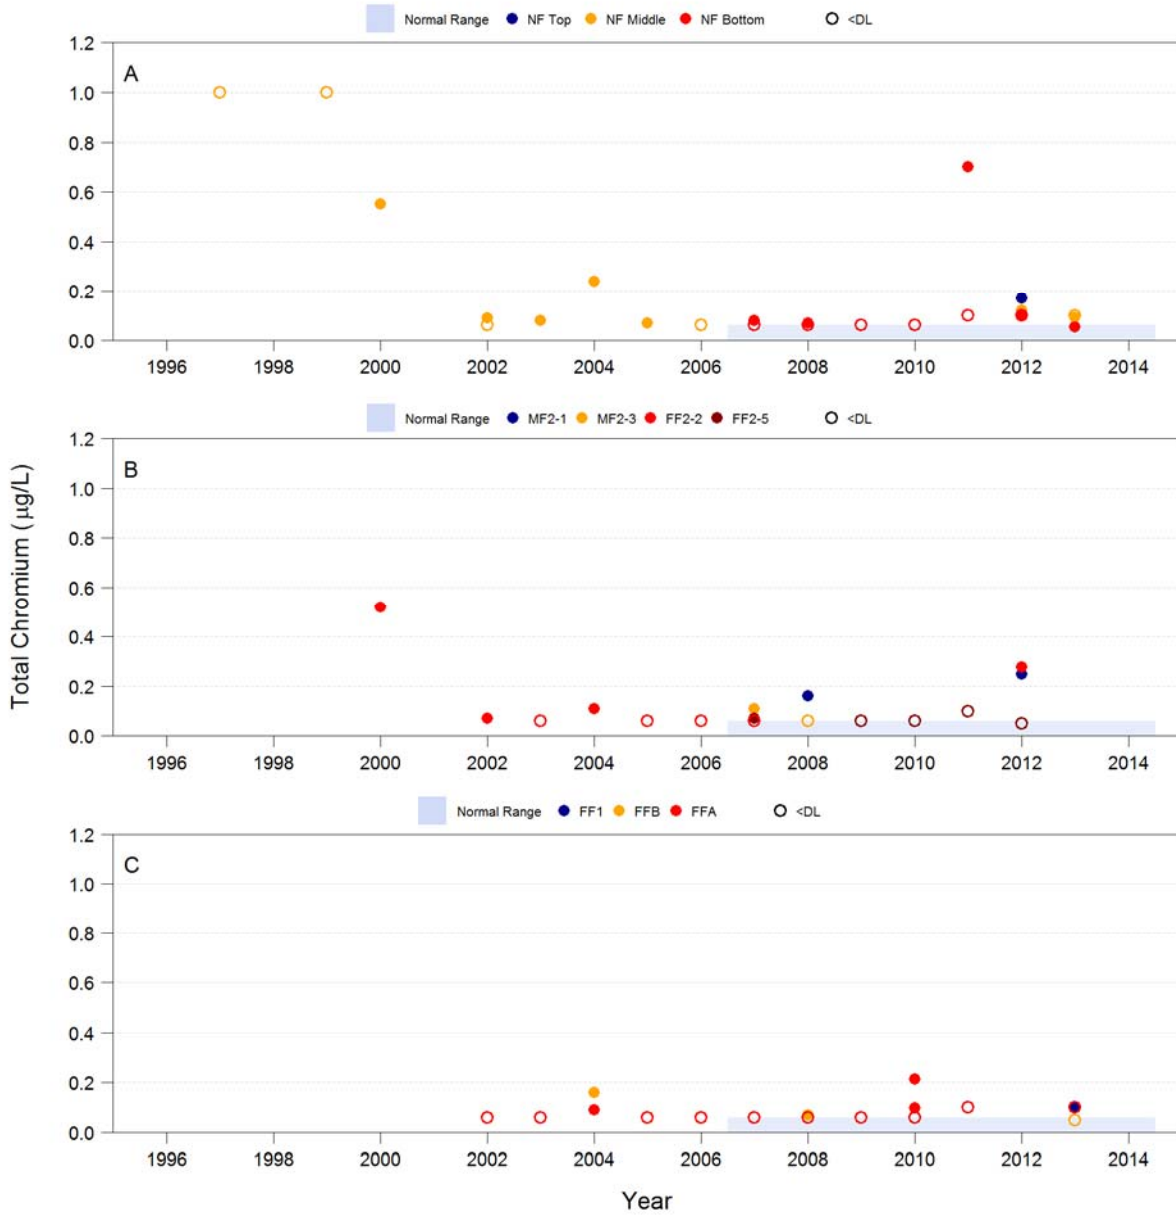 Normal Range NF Top NF Middle NF Bottom <DL
A
1.2
1.0
0.8
0.6
0.4
0.2
0.0
1996 1998 2000 2002 2004 2006 2008 2010 2012 2014
Normal Range MF2-1 MF2-3 FF2-2 FF2-5 <DL
B
1.2
1.0
0.8
0.6
0.4
0.2
0.0
1996 1998 2000 2002 2004 2006 2008 2010 2012 2014
Total Chromium ( µg/L)
Normal Range FF1 FFB FFA <DL
C
1.2
1.0
0.8
0.6
0.4
0.2
0.0
1996 1998 2000 2002 2004 2006 2008 2010 2012 2014
Year